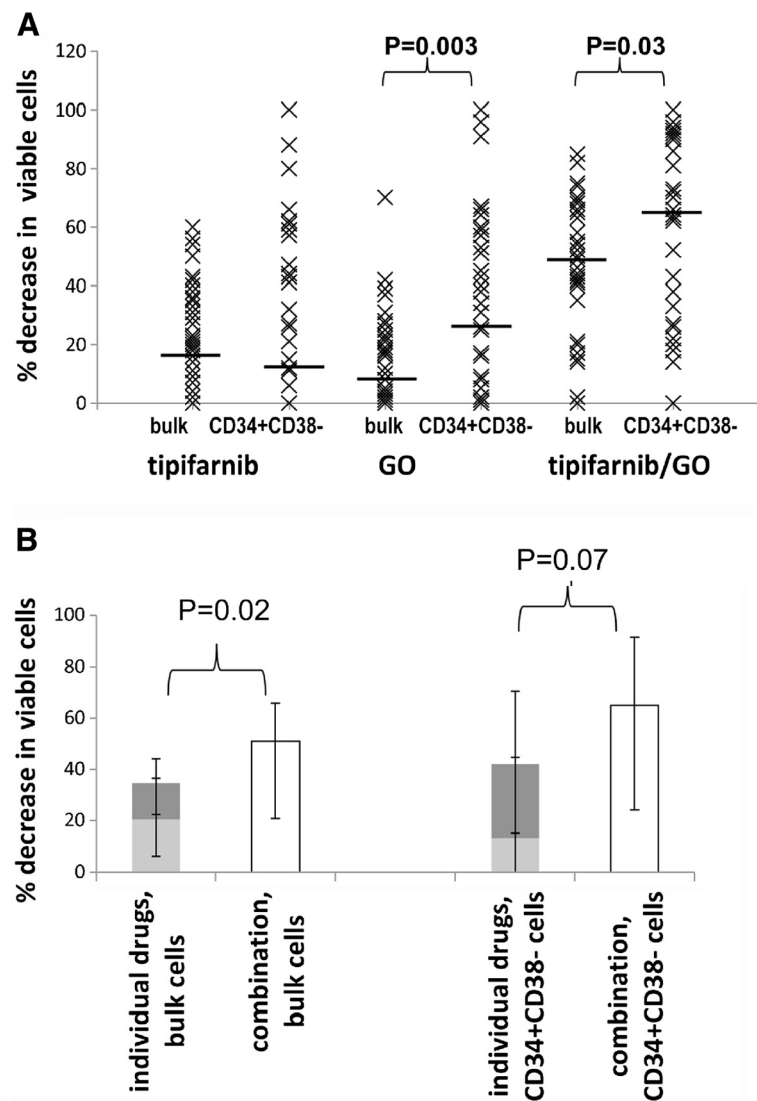 A
P=0.003
P=0.03
% decrease in viable cells
120
100
80
60
40
20
0
bulk CD34+CD38- bulk CD34+CD38- bulk CD34+CD38-
tipifarnib GO tipifarnib/GO
B
P=0.07
P=0.02
% decrease in viable cells
100
80
60
40
20
0
individual drugs,
bulk cells
combination,
bulk cells
individual drugs,
CD34+CD38- cells
combination,
CD34+CD38- cells